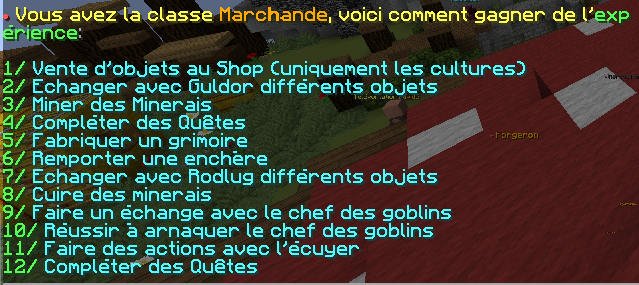 • Vous avez la classe Marchande, voici comment gagner de l'exp
érience:
1/ Vente d'objets au Shop (uniquement les cultures)
2/ Echanger avec Guldor différents objets
3/ Miner des Minerais
4/ Compléter des Quêtes
5/ Fabriquer un grimoire
6/ Remporter une enchère
7/ Echanger avec Rodlug différents objets
8/ Cuire des minerais
9/ Faire un échange avec le chef des goblins
10/ Réussir à arnaquer le chef des goblins
11/ Faire des actions avec l'écuyer
12/ Compléter des Quêtes
Forgeron